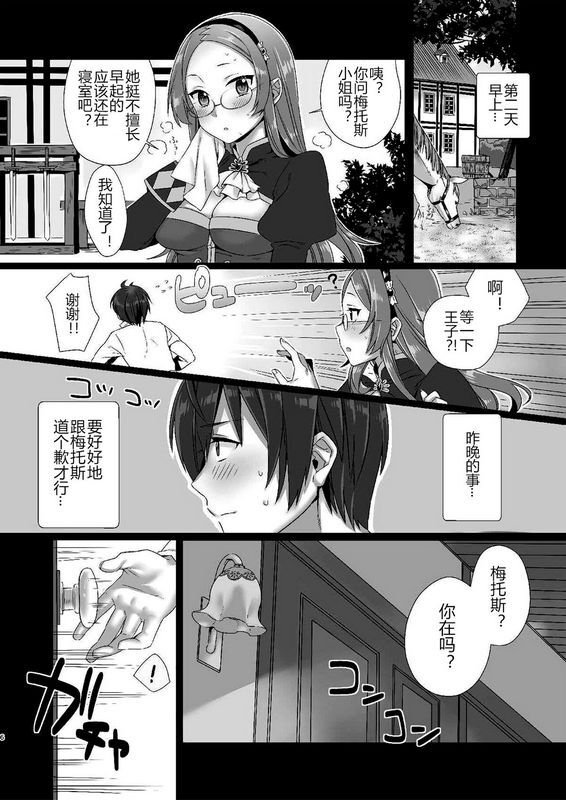 第二天
早上…
咦？
你问梅托斯
小姐吗？
她挺不擅长
早起的
应该还在
寝室吧？
我知道了！
啊！
等一下
王子?!
?
ピュー
谢谢!!
コツ
コツ
昨晚的事…
要好好地
跟梅托斯
道个歉才行…
梅托斯？
你在吗？
コンコン
!
ガチャ
6